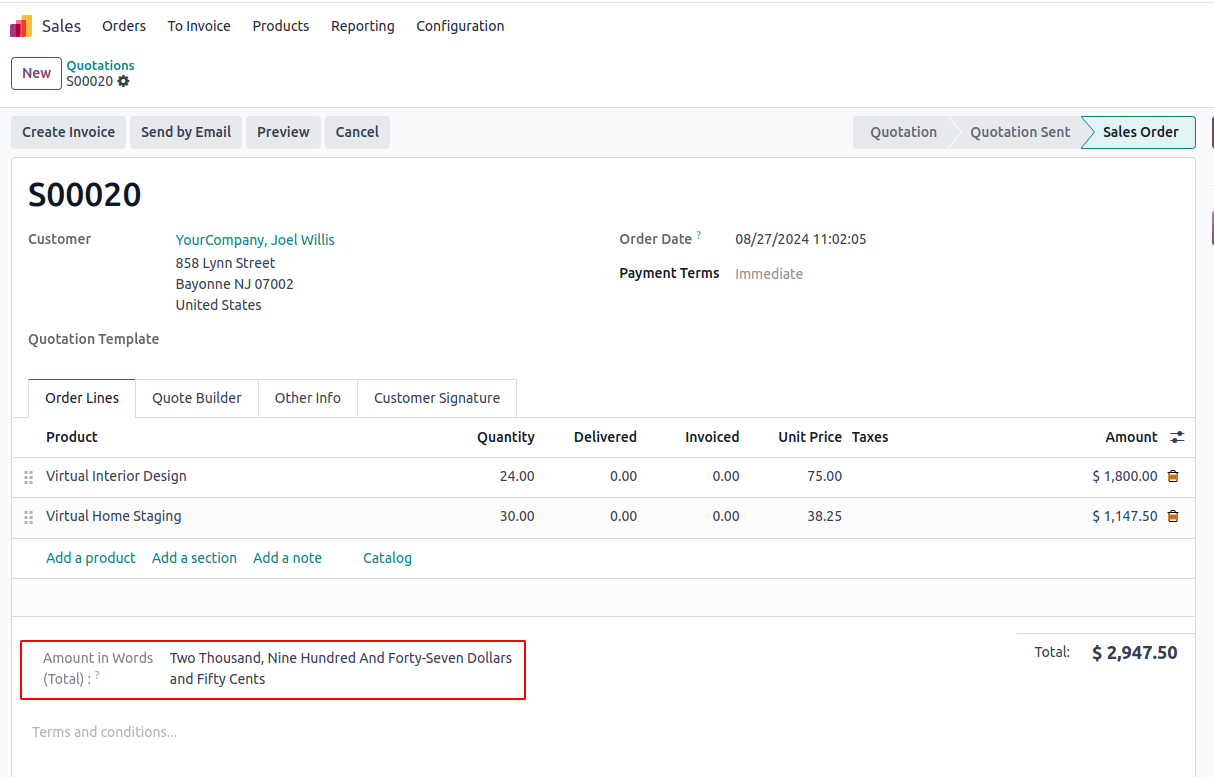 Sales Orders To Invoice Products Reporting Configuration
New
Quotations
S00020
Create Invoice Send by Email Preview Cancel Quotation Quotation Sent Sales Order
S00020
Customer YourCompany, Joel Willis Order Date ? 08/27/2024 11:02:05
858 Lynn Street Payment Terms Immediate
Bayonne NJ 07002
United States
Quotation Template
Order Lines Quote Builder Other Info Customer Signature
Product Quantity Delivered Invoiced Unit Price Taxes Amount
Virtual Interior Design 24.00 0.00 0.00 75.00 $ 1,800.00
Virtual Home Staging 30.00 0.00 0.00 38.25 $ 1,147.50
Add a product Add a section Add a note Catalog
Amount in Words Two Thousand, Nine Hundred And Forty-Seven Dollars
(Total) : ? and Fifty Cents
Total: $ 2,947.50
Terms and conditions...